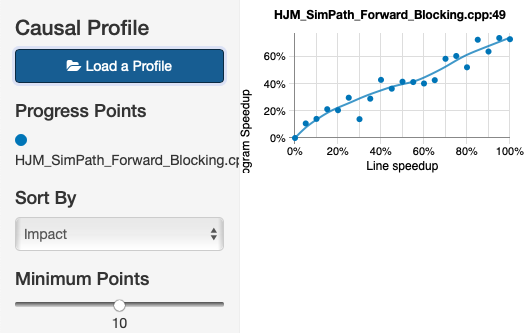 Causal Profile
Load a Profile
Progress Points
HJM_SimPath_Forward_Blocking.cp
Sort By
Impact
Minimum Points
10
HJM_SimPath_Forward_Blocking.cpp:49
ogram Speedup
60%
40%
20%
0%
0% 20% 40% 60% 80% 100%
Line speedup